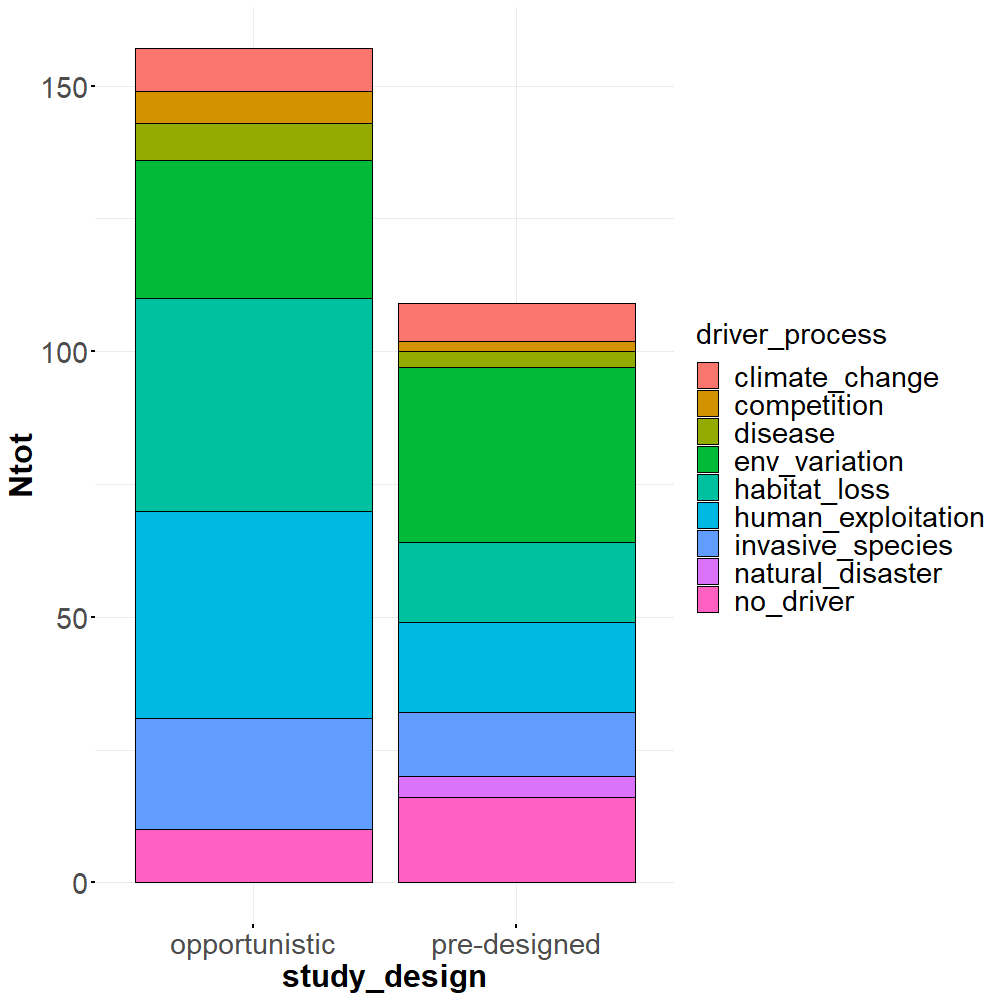 150
100
50
0
Ntot
opportunistic
pre-designed
study_design
driver_process
climate_change
competition
disease
env_variation
habitat_loss
human_exploitation
invasive_species
natural_disaster
no_driver